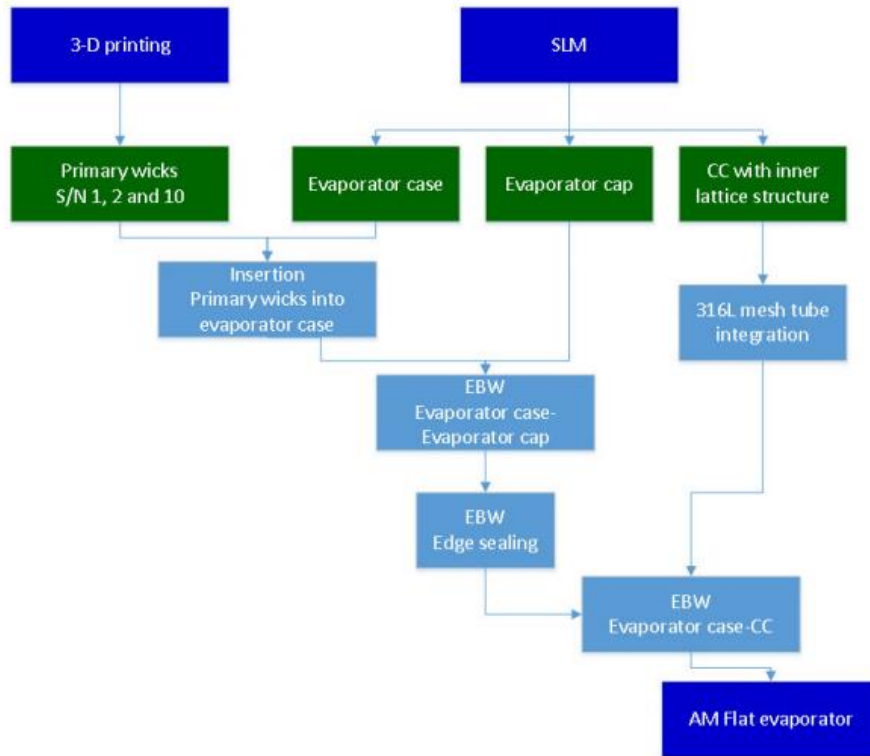 3-D printing
SLM
Primary wicks
S/N 1, 2 and 10
Evaporator case
Evaporator cap
CC with inner
lattice structure
Insertion
Primary wicks into
evaporator case
316L mesh tube
integration
EBW
Evaporator case-
Evaporator cap
EBW
Edge sealing
EBW
Evaporator case-CC
AM Flat evaporator